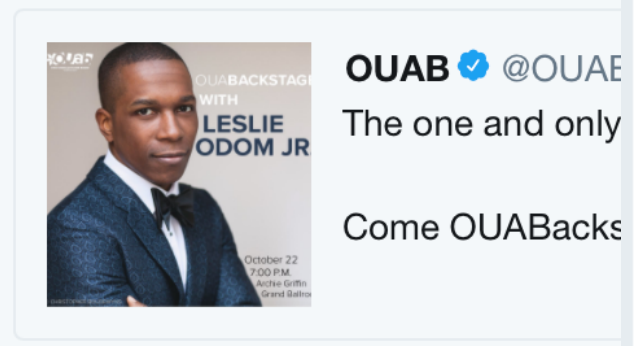 OUab
OUABACKSTAGE
WITH
LESLIE
ODOM JR.
October 22
7:00 P.M.
Archie Griffin
Grand Ballro
OUAB @OUAB
The one and only
Come OUABacks